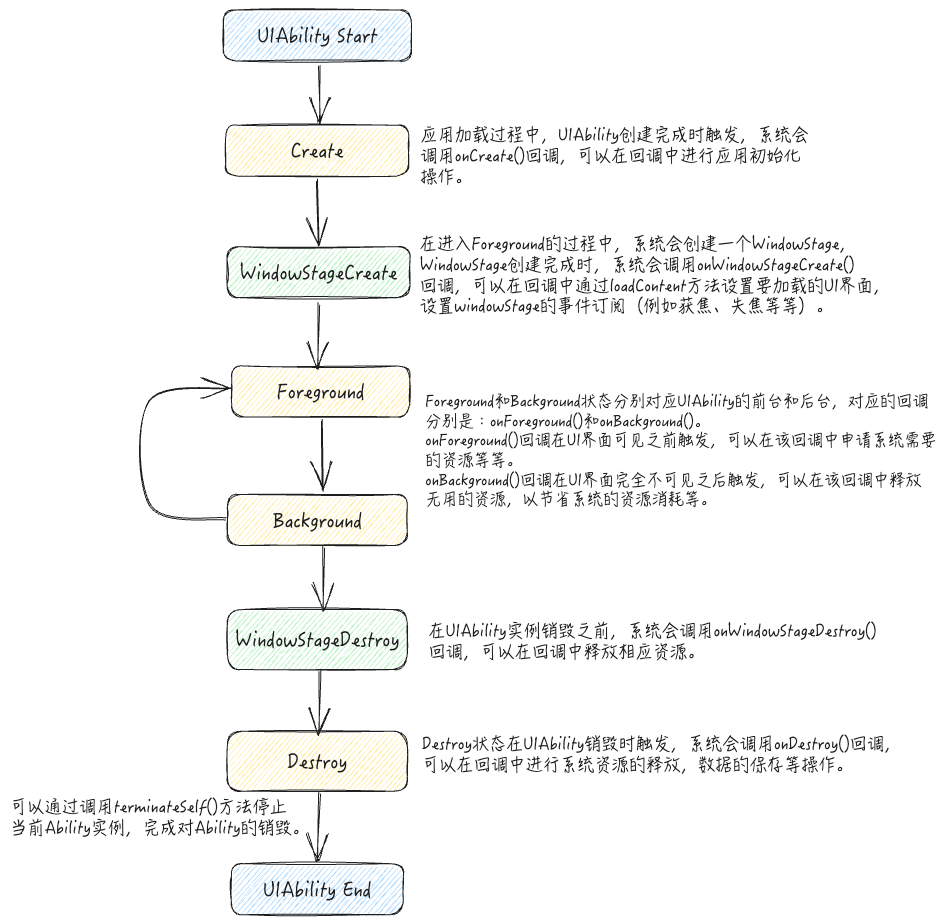 UIAbility Start
Create
应用加载过程中，UIAbility创建完成时触发，系统会
调用onCreate()回调，可以在回调中进行应用初始化
操作。
WindowStageCreate
在进入Foreground的过程中，系统会创建一个WindowStage,
WindowStage创建完成时，系统会调用onWindowStageCreate()
回调，可以在回调中通过loadContent方法设置要加载的UI界面，
设置windowStage的事件订阅（例如获焦、失焦等等）。
Foreground
Foreground和Background状态分别对应UIAbility的前台和后台，对应的回调
分别是：onForeground()和onBackground()。
onForeground()回调在UI界面可见之前触发，可以在该回调中申请系统需要
的资源等等。
onBackground()回调在UI界面完全不可见之后触发，可以在该回调中释放
无用的资源，以节省系统的资源消耗等。
Background
WindowStageDestroy
在UIAbility实例销毁之前，系统会调用onWindowStageDestroy()
回调，可以在回调中释放相应资源。
Destroy
Destroy状态在UIAbility销毁时触发，系统会调用onDestroy()回调，
可以在回调中进行系统资源的释放，数据的保存等操作。
可以通过调用terminateSelf()方法停止
当前Ability实例，完成对Ability的销毁。
UIAbility End